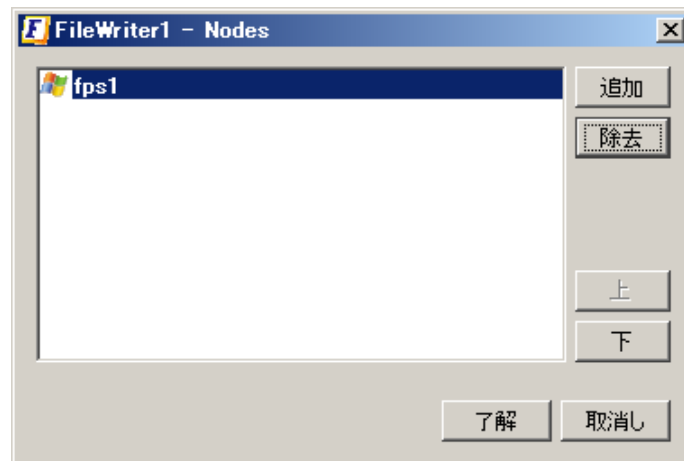 FileWriter1 - Nodes
fps1
追加
除去
上
下
了解
取消し